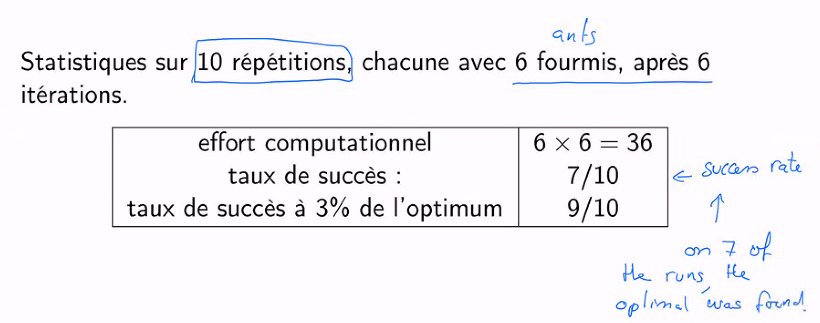 ants
Statistiques sur 10 répétitions, chacune avec 6 fourmis, après 6
itérations.
effort computationnel 6 × 6 = 36
taux de succès : 7/10
← success rate
taux de succès à 3% de l'optimum 9/10
↑
on 7 of
the runs, the
optimal was found.